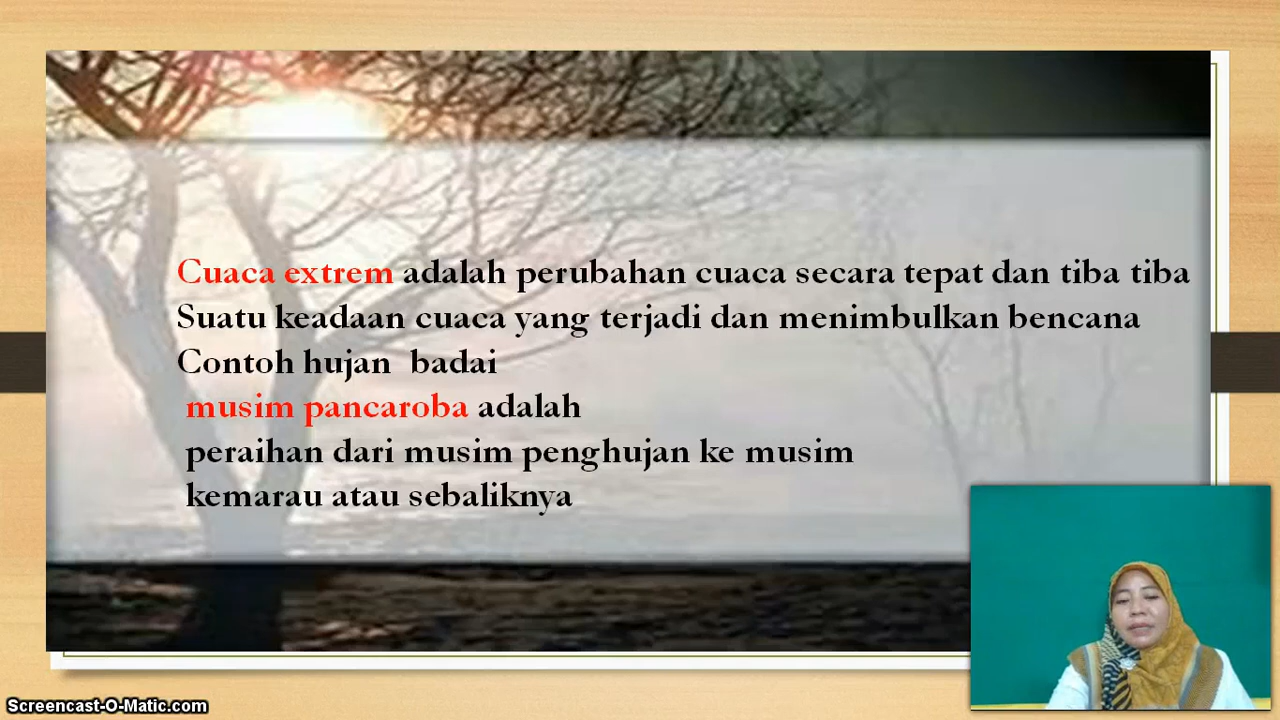 Cuaca extrem adalah perubahan cuaca secara tepat dan tiba tiba
Suatu keadaan cuaca yang terjadi dan menimbulkan bencana
Contoh hujan badai
musim pancaroba adalah
peraihan dari musim penghujan ke musim
kemarau atau sebaliknya
Screencast-O-Matic.com